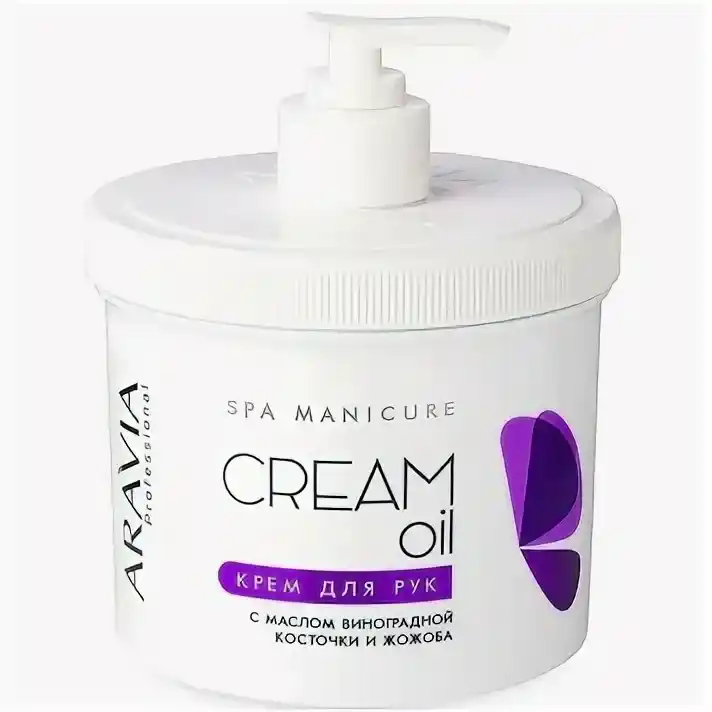 ARAVIA
Professional
SPA MANICURE
CREAM
oil
КРЕМ ДЛЯ РУК
С МАСЛОМ ВИНОГРАДНОЙ
КОСТОЧКИ И ЖОЖОБА